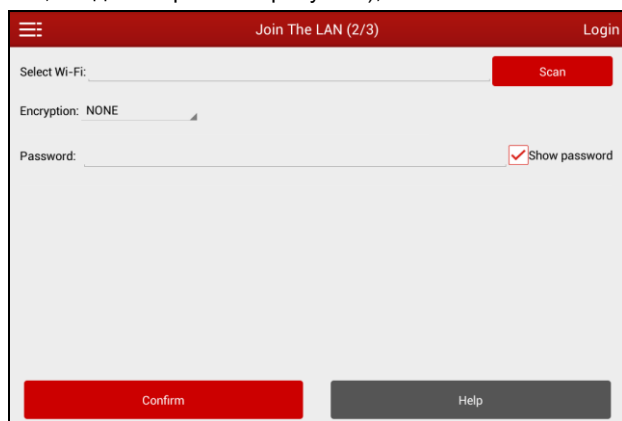 Join The LAN (2/3) Login
Select Wi-Fi: Scan
Encryption: NONE
Password: Show password
Confirm Help